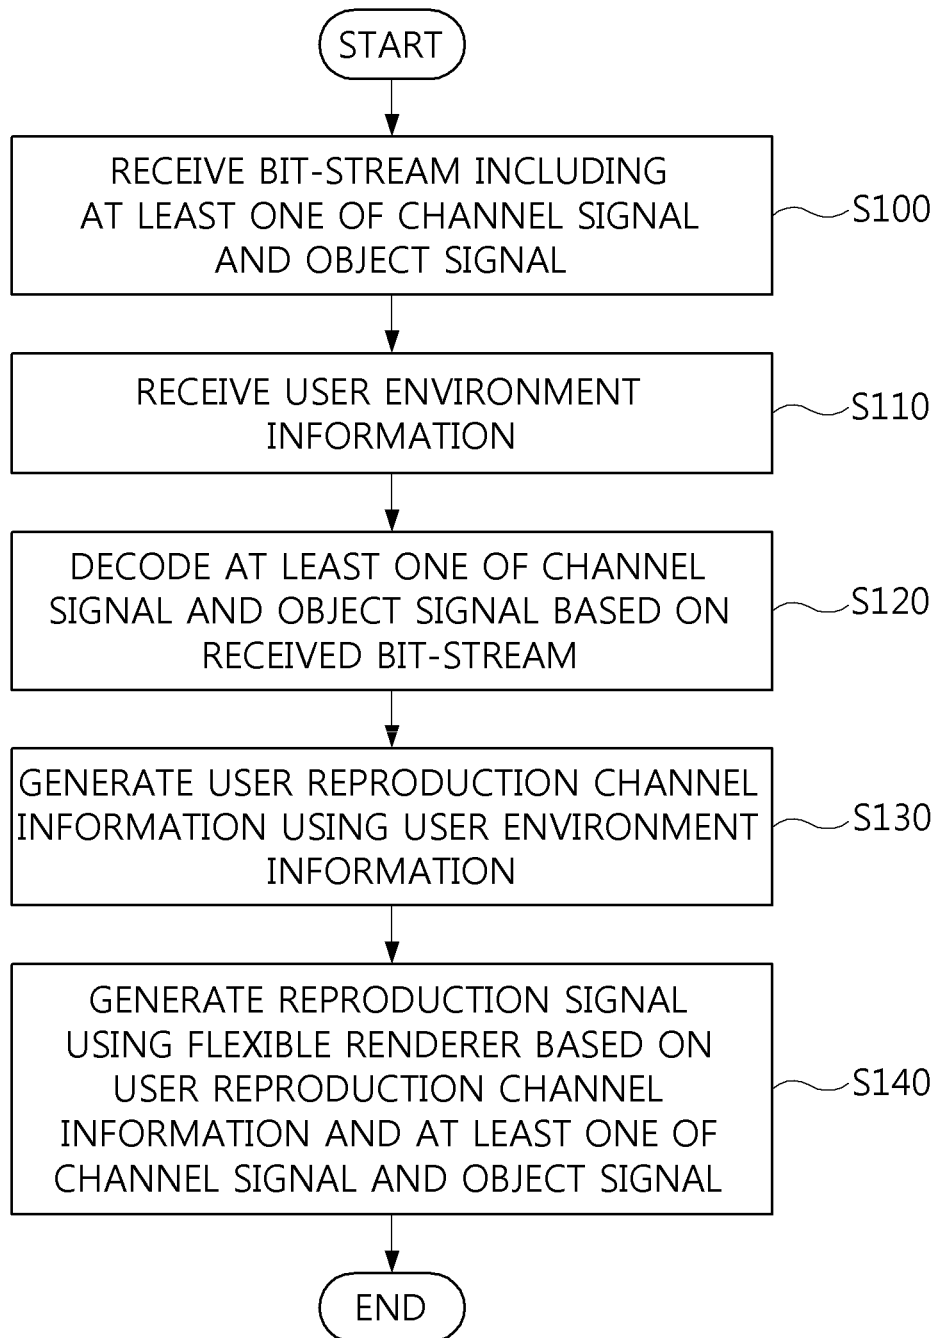 START
RECEIVE BIT-STREAM INCLUDING
AT LEAST ONE OF CHANNEL SIGNAL
AND OBJECT SIGNAL
S100
RECEIVE USER ENVIRONMENT
INFORMATION
S110
DECODE AT LEAST ONE OF CHANNEL
SIGNAL AND OBJECT SIGNAL BASED ON
RECEIVED BIT-STREAM
S120
GENERATE USER REPRODUCTION CHANNEL
INFORMATION USING USER ENVIRONMENT
INFORMATION
S130
GENERATE REPRODUCTION SIGNAL
USING FLEXIBLE RENDERER BASED ON
USER REPRODUCTION CHANNEL
INFORMATION AND AT LEAST ONE OF
CHANNEL SIGNAL AND OBJECT SIGNAL
S140
END